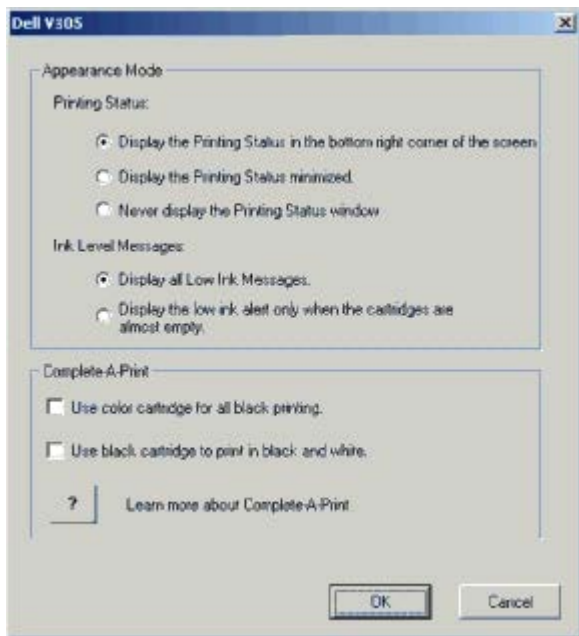 Dell V305
Appearance Mode
Printing Status:
Display the Printing Status in the bottom right corner of the screen
Display the Printing Status minimized.
Never display the Printing Status window
Ink Level Messages:
Display all Low Ink Messages.
Display the low ink alert only when the cartridges are
almost empty.
Complete-A-Print
Use color cartridge for all black printing.
Use black cartridge to print in black and white.
?
Learn more about Complete-A-Print
OK
Cancel